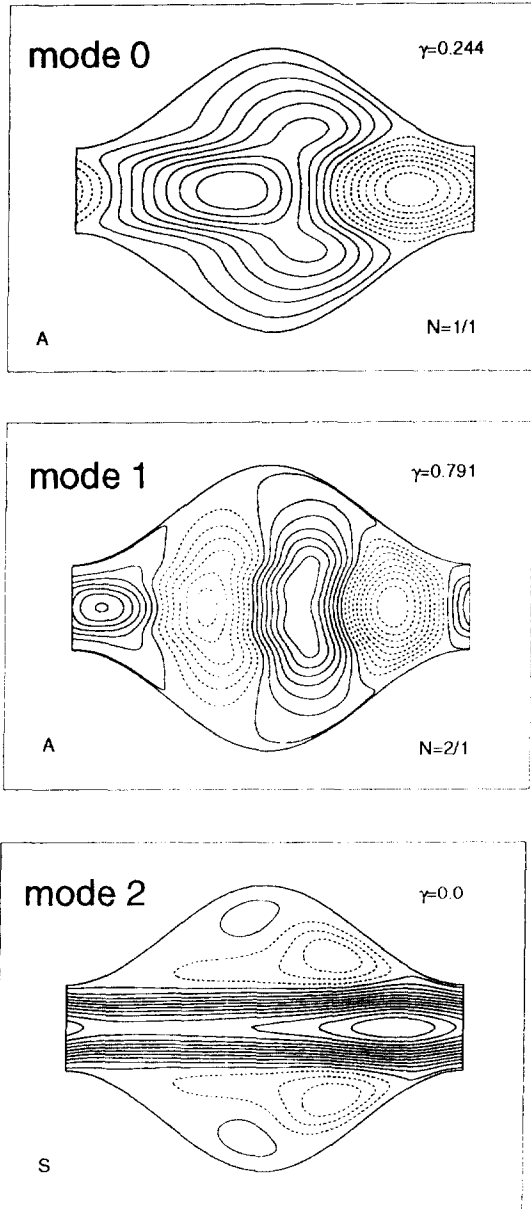 mode 0
γ=0.244
A
N=1/1
mode 1
γ=0.791
A
N=2/1
mode 2
γ=0.0
S